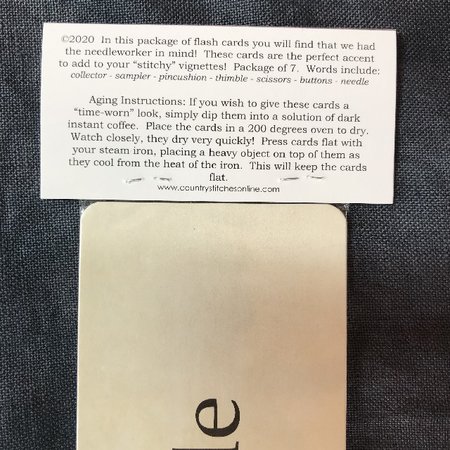 ©2020 In this package of flash cards you will find that we had
the needleworker in mind! These cards are the perfect accent
to add to your "stitchy" vignettes! Package of 7. Words include:
collector - sampler - pincushion - thimble - scissors - buttons - needle
Aging Instructions: If you wish to give these cards a
"time-worn" look, simply dip them into a solution of dark
instant coffee. Place the cards in a 200 degrees oven to dry.
Watch closely, they dry very quickly! Press cards flat with
your steam iron, placing a heavy object on top of them as
they cool from the heat of the iron. This will keep the cards
flat.
www.countrystitchesonline.com
le